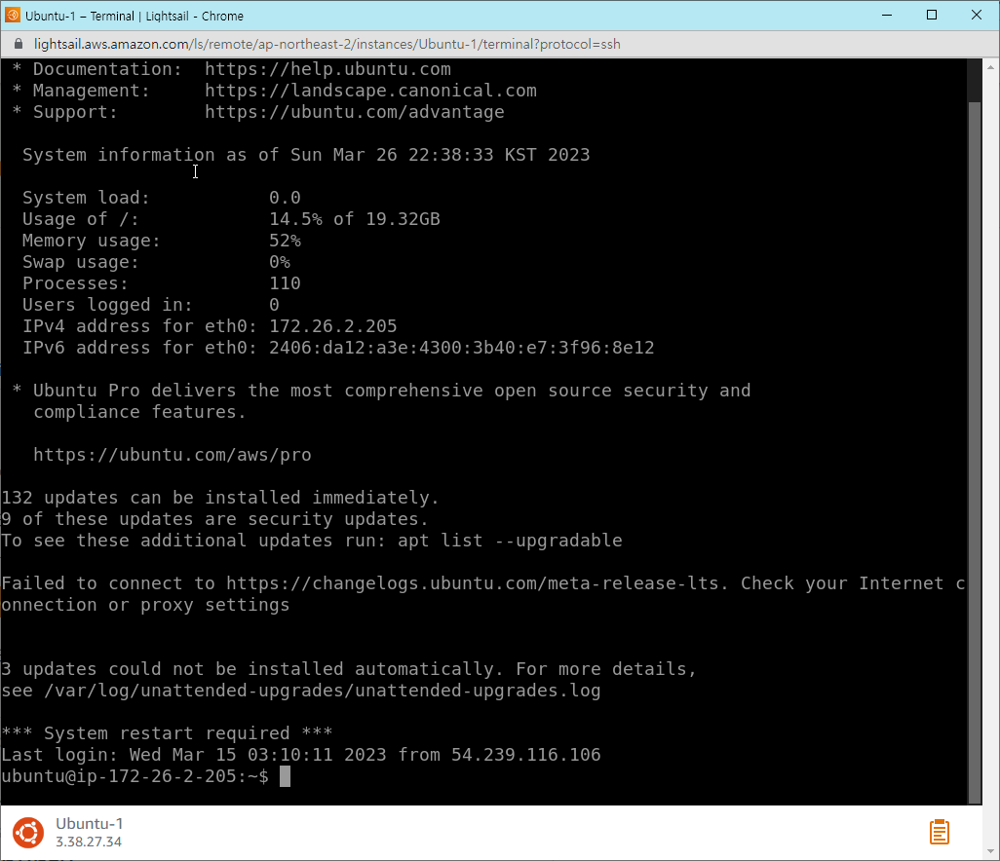 Ubuntu-1 – Terminal | Lightsail - Chrome
lightsail.aws.amazon.com/ls/remote/ap-northeast-2/instances/Ubuntu-1/terminal?protocol=ssh
* Documentation:  https://help.ubuntu.com
* Management:     https://landscape.canonical.com
* Support:        https://ubuntu.com/advantage
System information as of Sun Mar 26 22:38:33 KST 2023
System load:           0.0
Usage of /:            14.5% of 19.32GB
Memory usage:          52%
Swap usage:            0%
Processes:             110
Users logged in:       0
IPv4 address for eth0: 172.26.2.205
IPv6 address for eth0: 2406:da12:a3e:4300:3b40:e7:3f96:8e12
* Ubuntu Pro delivers the most comprehensive open source security and
compliance features.
https://ubuntu.com/aws/pro
132 updates can be installed immediately.
9 of these updates are security updates.
To see these additional updates run: apt list --upgradable
Failed to connect to https://changelogs.ubuntu.com/meta-release-lts. Check your Internet c
onnection or proxy settings
3 updates could not be installed automatically. For more details,
see /var/log/unattended-upgrades/unattended-upgrades.log
*** System restart required ***
Last login: Wed Mar 15 03:10:11 2023 from 54.239.116.106
ubuntu@ip-172-26-2-205:~$
Ubuntu-1
3.38.27.34